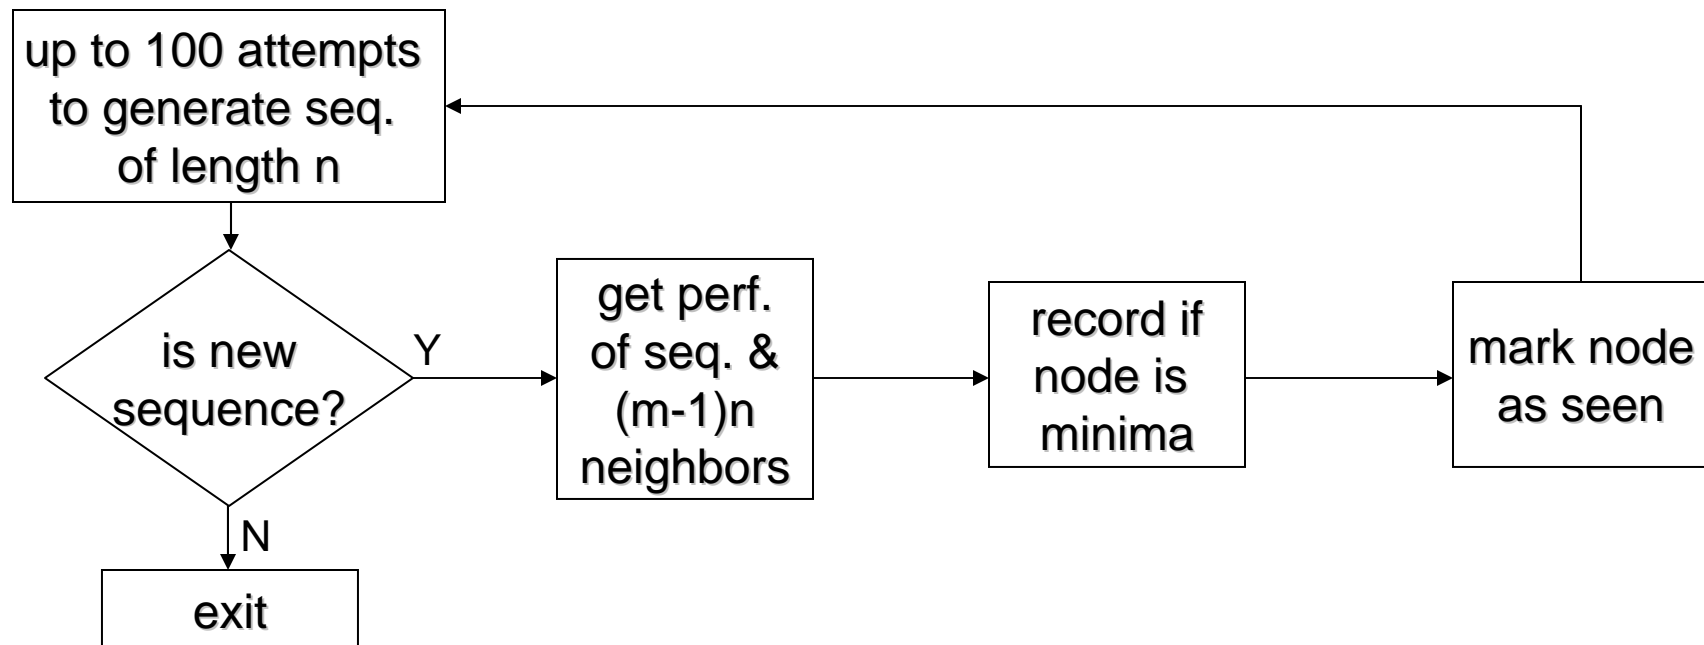 up to 100 attempts
to generate seq.
of length n
is new
sequence?
Y
N
exit
get perf.
of seq. &
(m-1)n
neighbors
record if
node is
minima
mark node
as seen